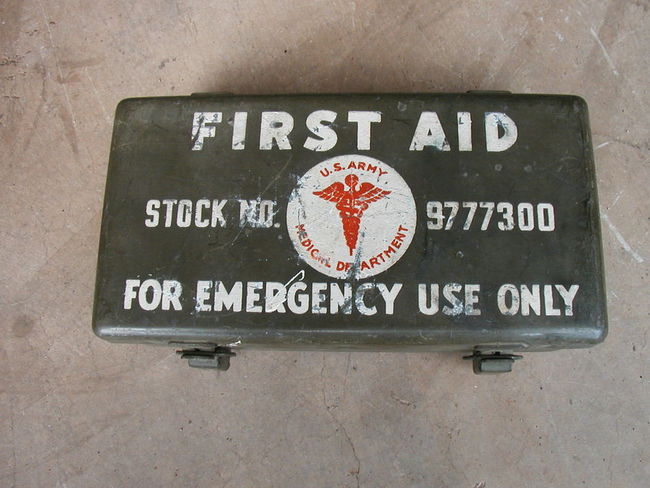 FIRST AID
U.S. ARMY
STOCK NO. 9777300
MEDICAL DEPARTMENT
FOR EMERGENCY USE ONLY